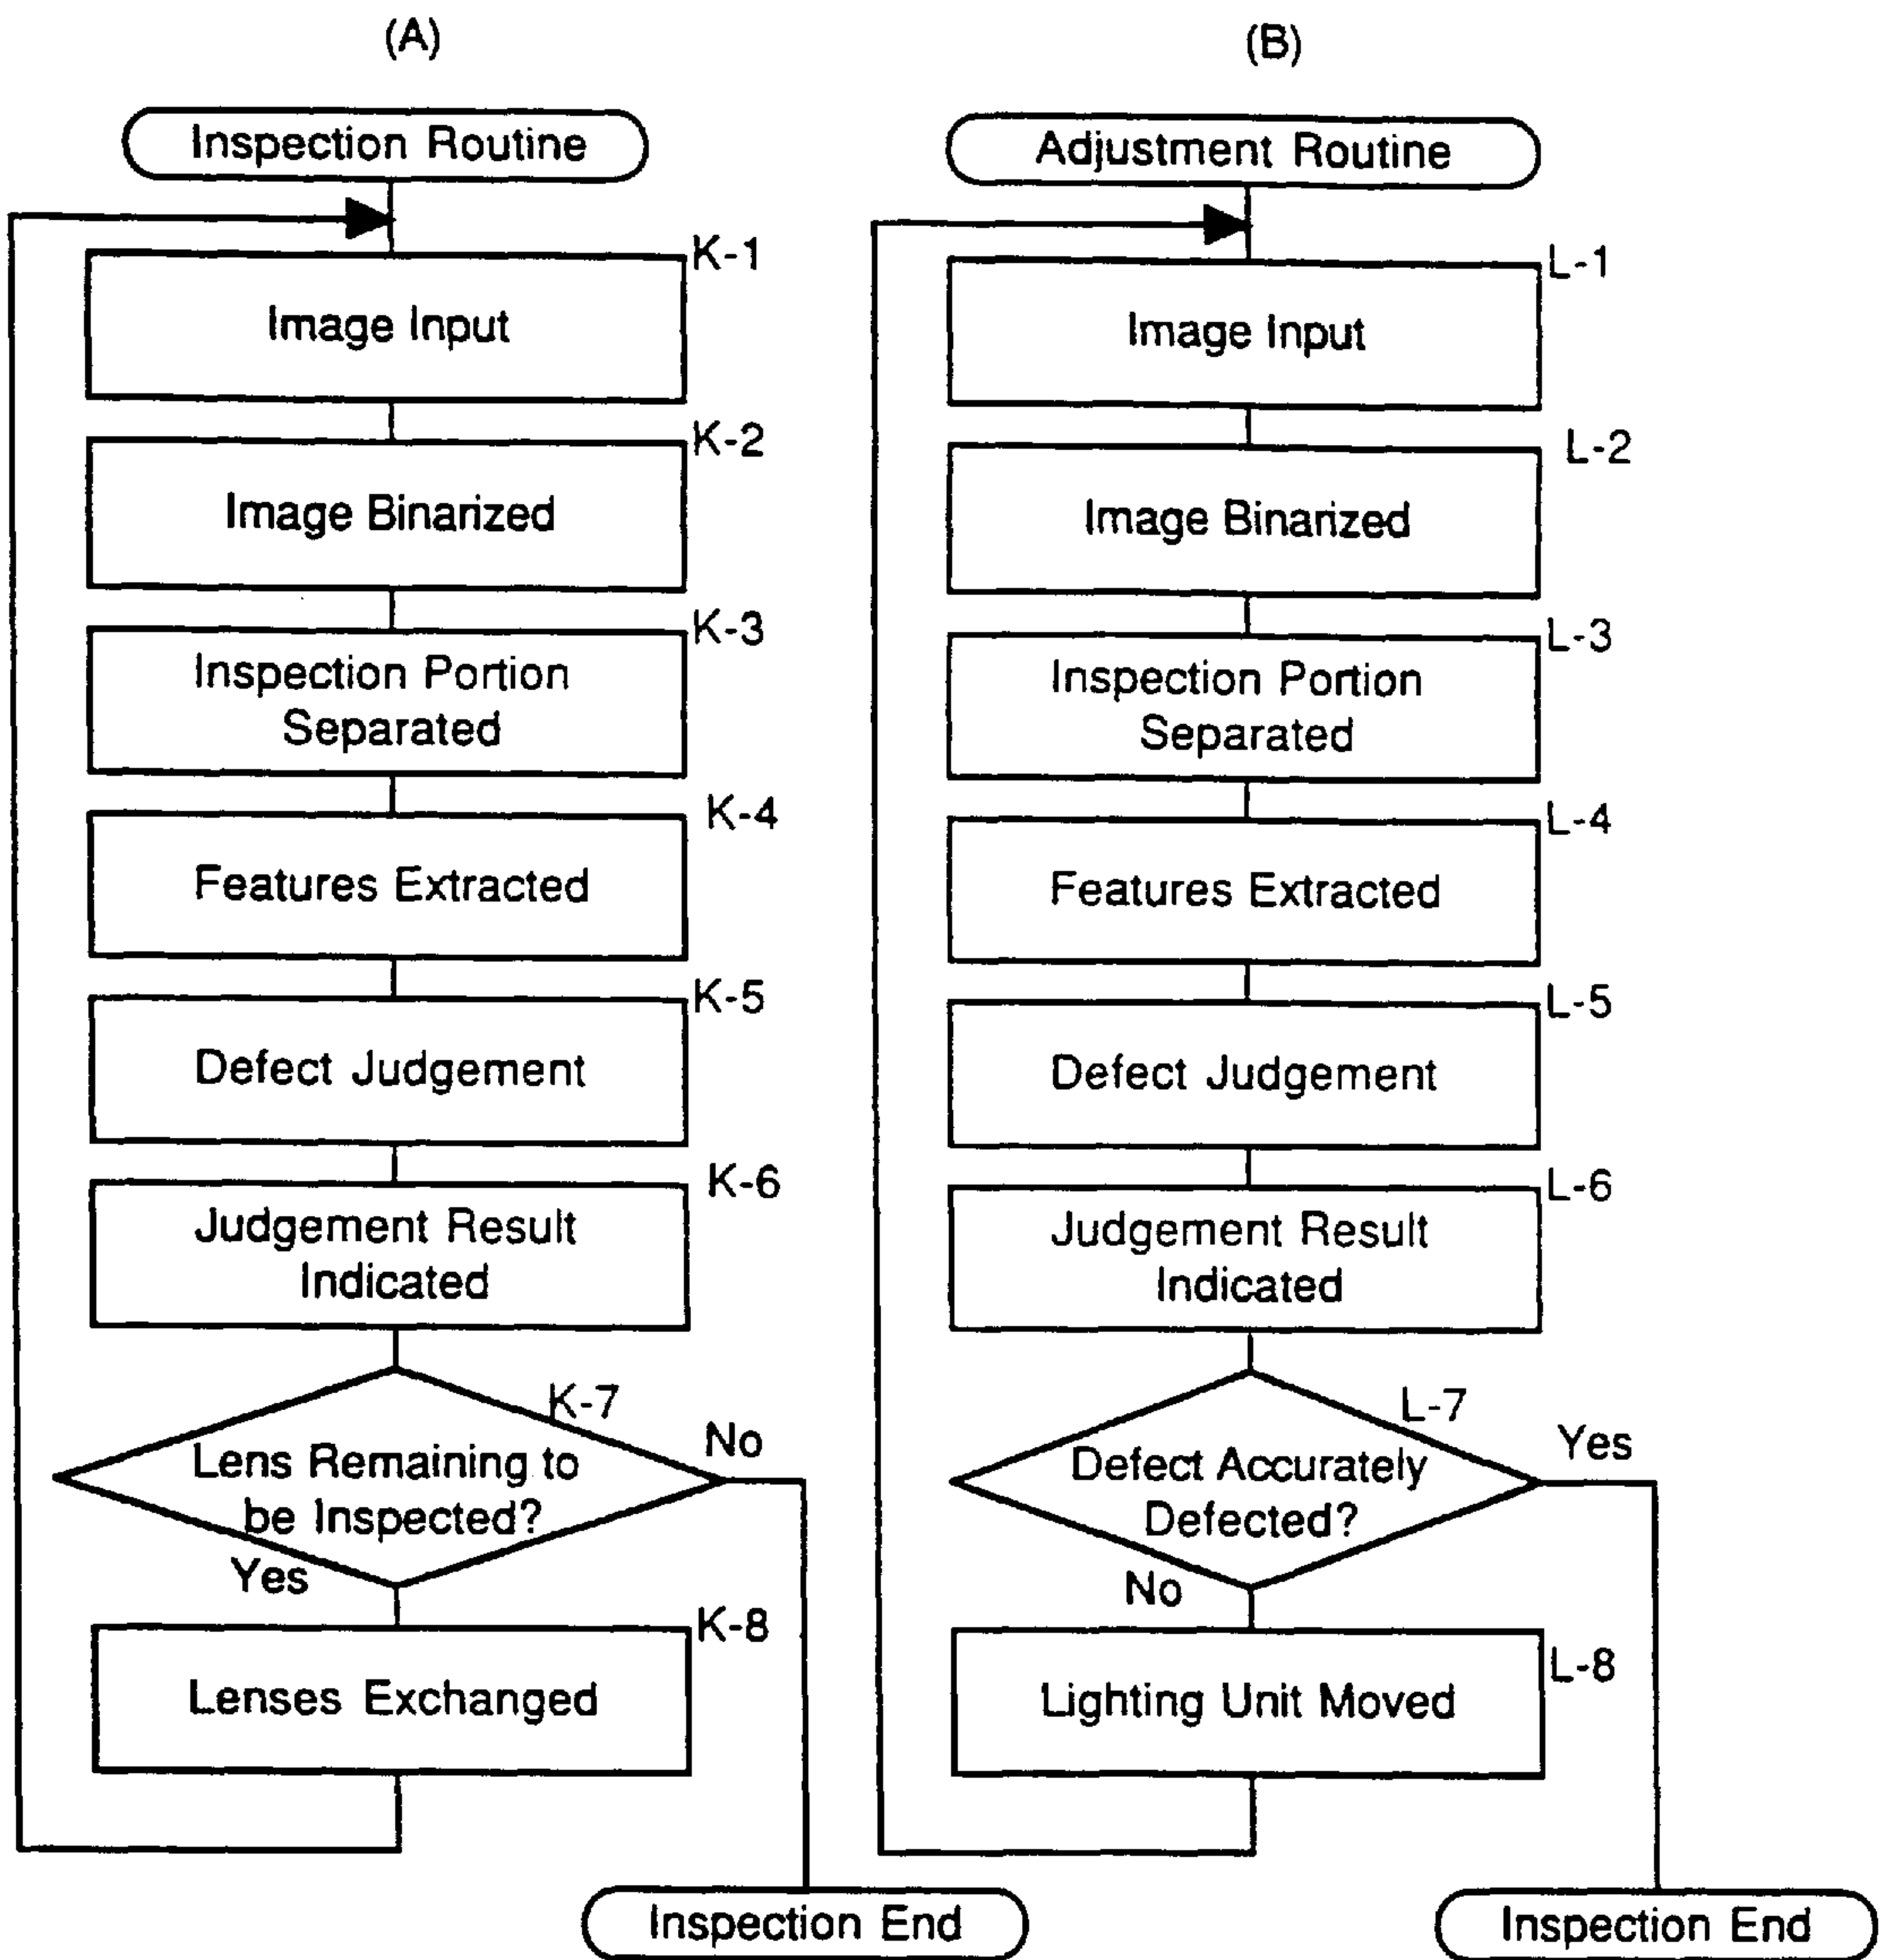 (A)
Inspection Routine
K-1
Image Input
K-2
Image Binarized
K-3
Inspection Portion
Separated
K-4
Features Extracted
K-5
Defect Judgement
K-6
Judgement Result
Indicated
K-7
Lens Remaining to
be Inspected?
No
Yes
K-8
Lenses Exchanged
Inspection End
(B)
Adjustment Routine
L-1
Image Input
L-2
Image Binarized
L-3
Inspection Portion
Separated
L-4
Features Extracted
L-5
Defect Judgement
L-6
Judgement Result
Indicated
L-7
Defect Accurately
Defected?
Yes
No
L-8
Lighting Unit Moved
Inspection End